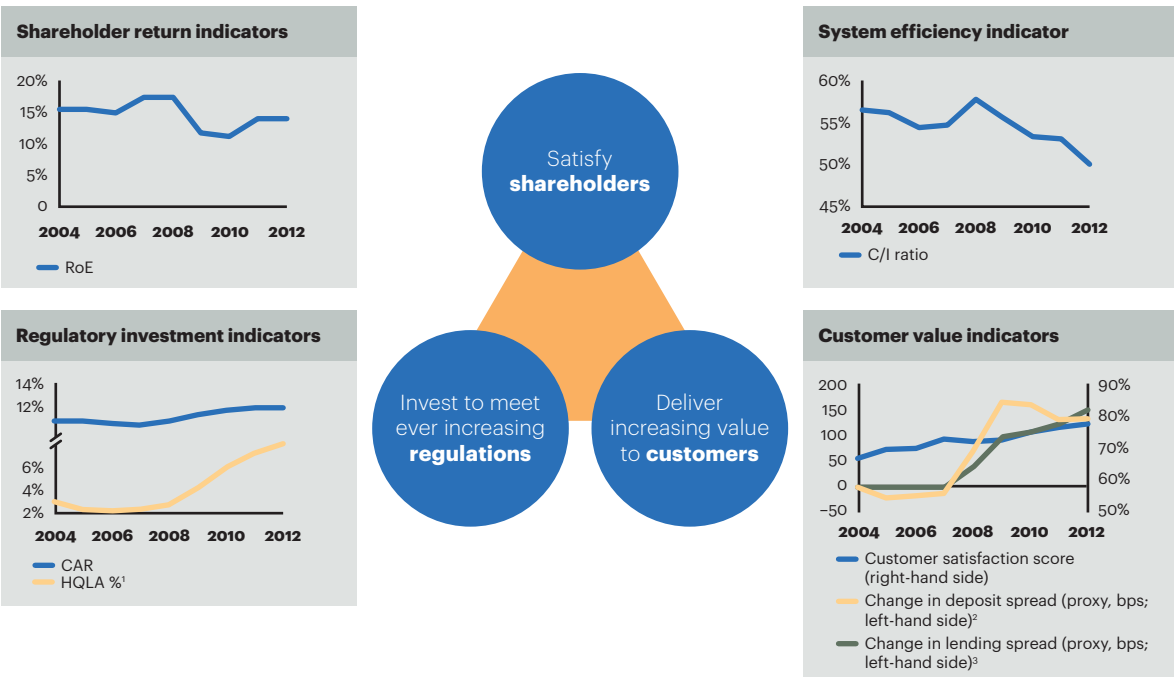 Shareholder return indicators
20%
15%
10%
5%
0
2004 2006 2008 2010 2012
RoE
System efficiency indicator
60%
55%
50%
45%
2004 2006 2008 2010 2012
C/I ratio
Satisfy
shareholders
Invest to meet
ever increasing
regulations
Deliver
increasing value
to customers
Regulatory investment indicators
14%
12%
6%
4%
2%
2004 2006 2008 2010 2012
CAR
HQLA %¹
Customer value indicators
200
150
100
50
0
–50
90%
80%
70%
60%
50%
2004 2006 2008 2010 2012
Customer satisfaction score
(right-hand side)
Change in deposit spread (proxy, bps;
left-hand side)²
Change in lending spread (proxy, bps;
left-hand side)³